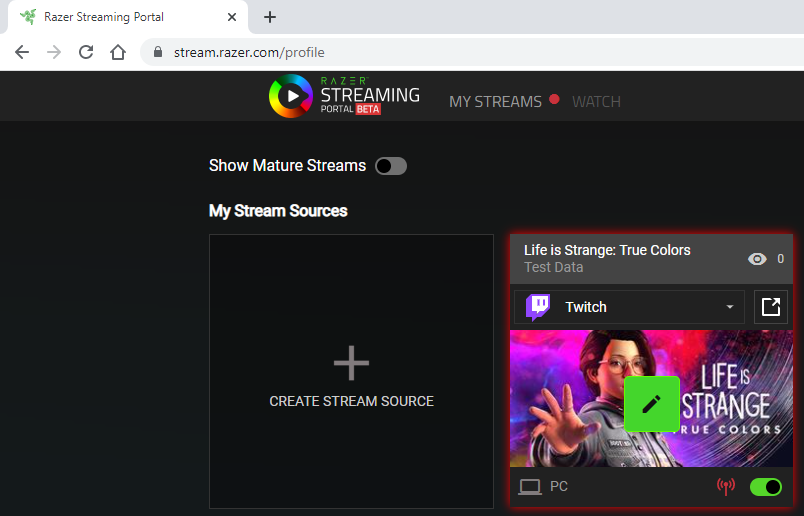 Razer Streaming Portal
stream.razer.com/profile
RAZER
STREAMING
PORTAL BETA
MY STREAMS
WATCH
Show Mature Streams
My Stream Sources
CREATE STREAM SOURCE
Life is Strange: True Colors
Test Data
0
Twitch
LIFE IS
STRANGE
TRUE COLORS
PC